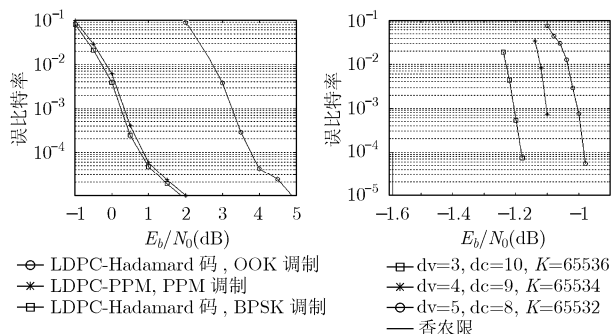 10^-1
10^-2
10^-3
10^-4
误比特率
-1 0 1 2 3 4 5
E_b/N_0(dB)
LDPC-Hadamard 码, OOK 调制
LDPC-PPM, PPM 调制
LDPC-Hadamard 码, BPSK 调制
10^-1
10^-2
10^-3
10^-4
10^-5
误比特率
-1.6 -1.4 -1.2 -1
E_b/N_0(dB)
dv=3, dc=10, K=65536
dv=4, dc=9, K=65534
dv=5, dc=8, K=65532
香农限